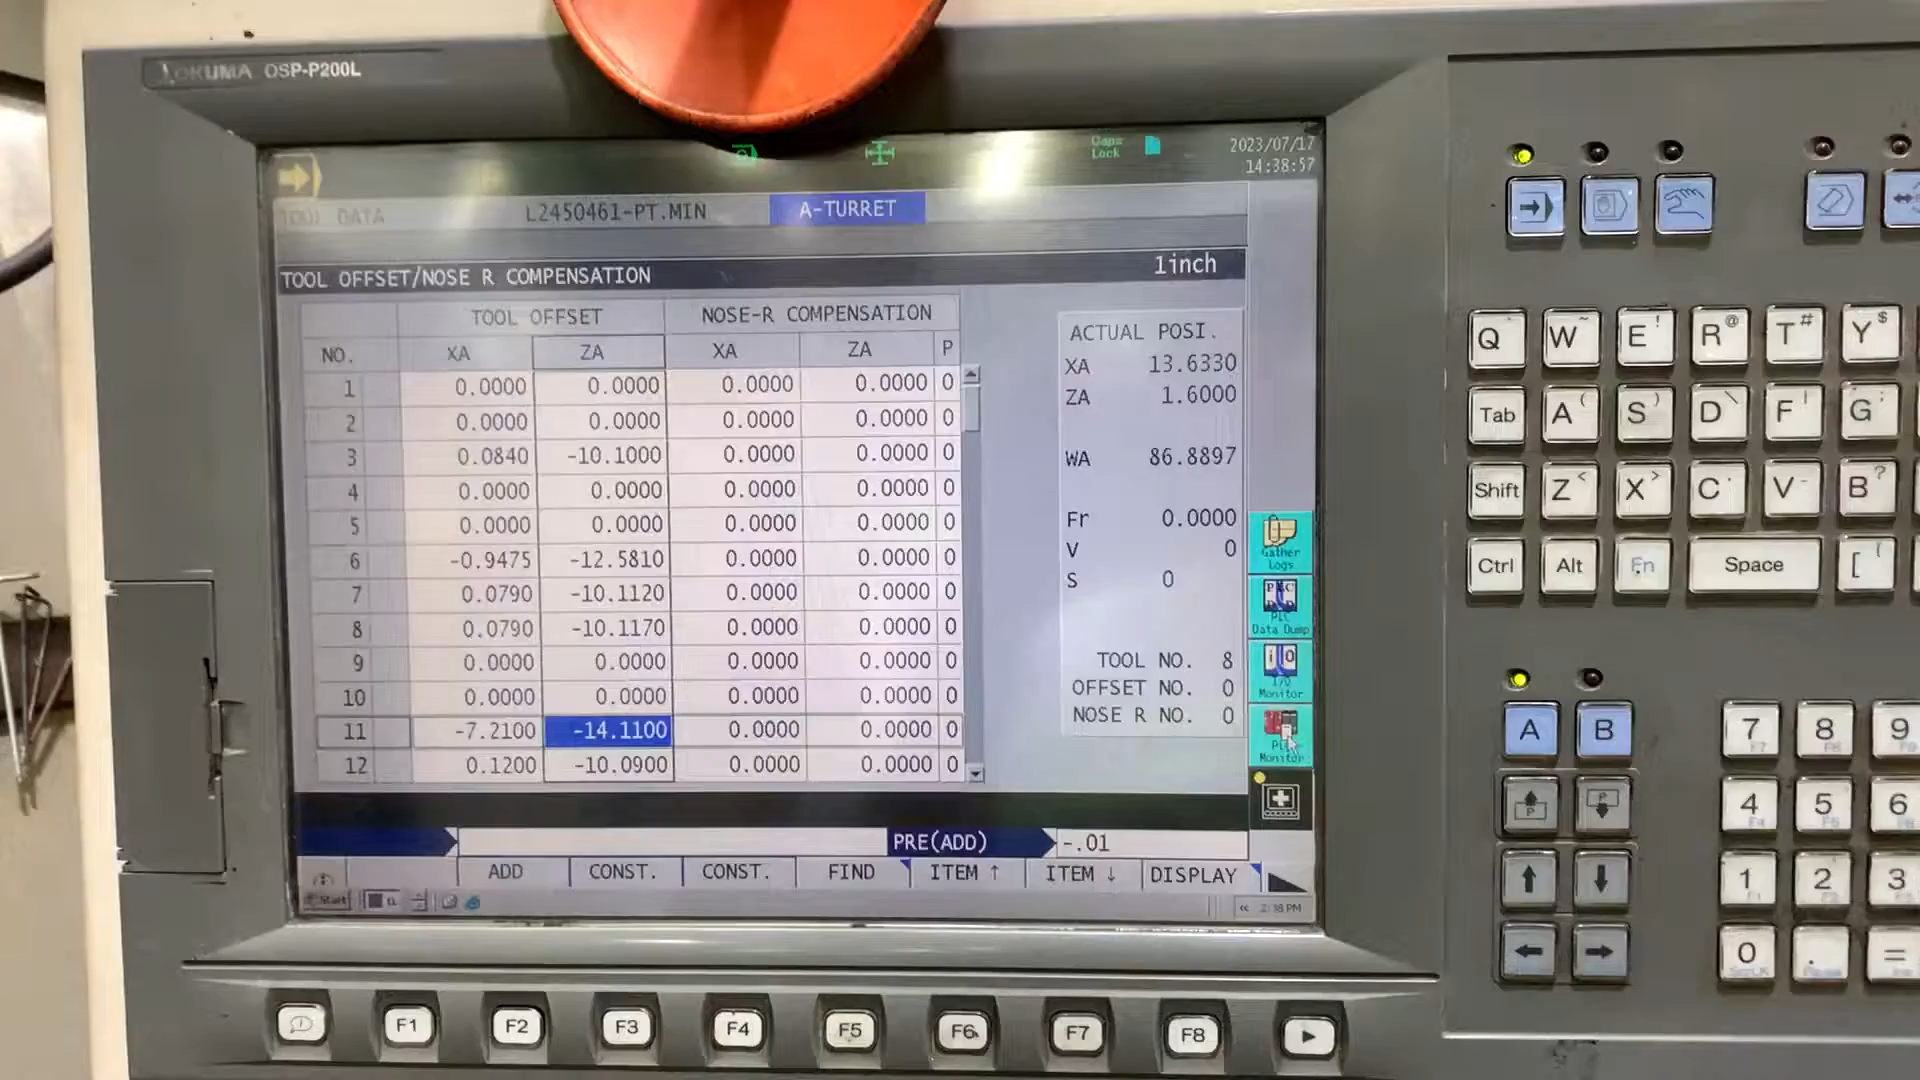 OKUMA OSP-P200L
Caps Lock
2023/07/17
14:38:57
TOOL DATA L2450461-PT.MIN A-TURRET
TOOL OFFSET/NOSE R COMPENSATION 1inch
TOOL OFFSET NOSE-R COMPENSATION
NO. XA ZA XA ZA P
1 0.0000 0.0000 0.0000 0.0000 0
2 0.0000 0.0000 0.0000 0.0000 0
3 0.0840 -10.1000 0.0000 0.0000 0
4 0.0000 0.0000 0.0000 0.0000 0
5 0.0000 0.0000 0.0000 0.0000 0
6 -0.9475 -12.5810 0.0000 0.0000 0
7 0.0790 -10.1120 0.0000 0.0000 0
8 0.0790 -10.1170 0.0000 0.0000 0
9 0.0000 0.0000 0.0000 0.0000 0
10 0.0000 0.0000 0.0000 0.0000 0
11 -7.2100 -14.1100 0.0000 0.0000 0
12 0.1200 -10.0900 0.0000 0.0000 0
ACTUAL POSI.
XA 13.6330
ZA 1.6000
WA 86.8897
Fr 0.0000
V 0
S 0
TOOL NO. 8
OFFSET NO. 0
NOSE R NO. 0
Gather Logs
PLC Data Dump
I/O Monitor
PLC Monitor
PRE(ADD) -.01
ADD CONST. CONST. FIND ITEM ↑ ITEM ↓ DISPLAY
Start
2:38 PM
F1 F2 F3 F4 F5 F6 F7 F8
Q W ~ E ! R @ T # Y $
Tab A ( S ) D \ F | G ;
Shift Z < X > C V - B ?
Ctrl Alt Fn Space [
A B
7 F7 8 F8 9
4 F4 5 F5 6 F6
1 F1 2 F2 3 F3
0 . =